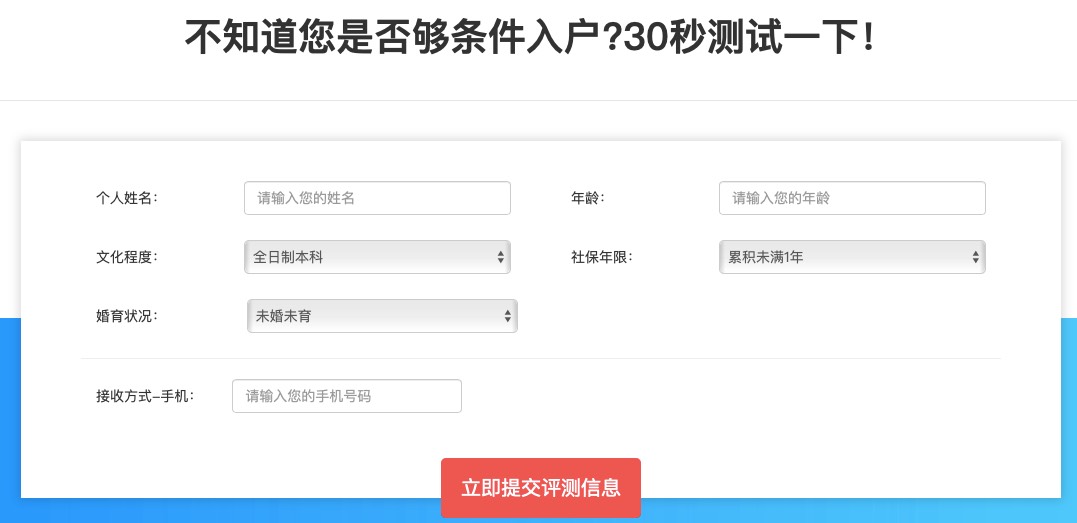 不知道您是否够条件入户?30秒测试一下!
个人姓名: 请输入您的姓名 年龄: 请输入您的年龄
文化程度: 全日制本科 社保年限: 累积未满1年
婚育状况: 未婚未育
接收方式-手机: 请输入您的手机号码
立即提交评测信息